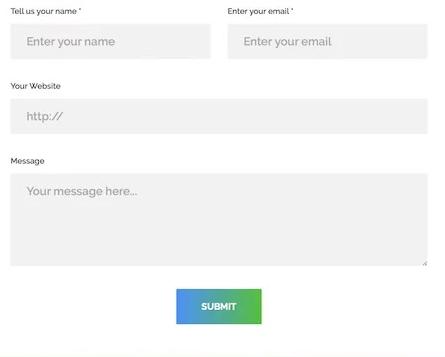 Tell us your name *
Enter your email *
Enter your name
Enter your email
Your Website
http://
Message
Your message here...
SUBMIT